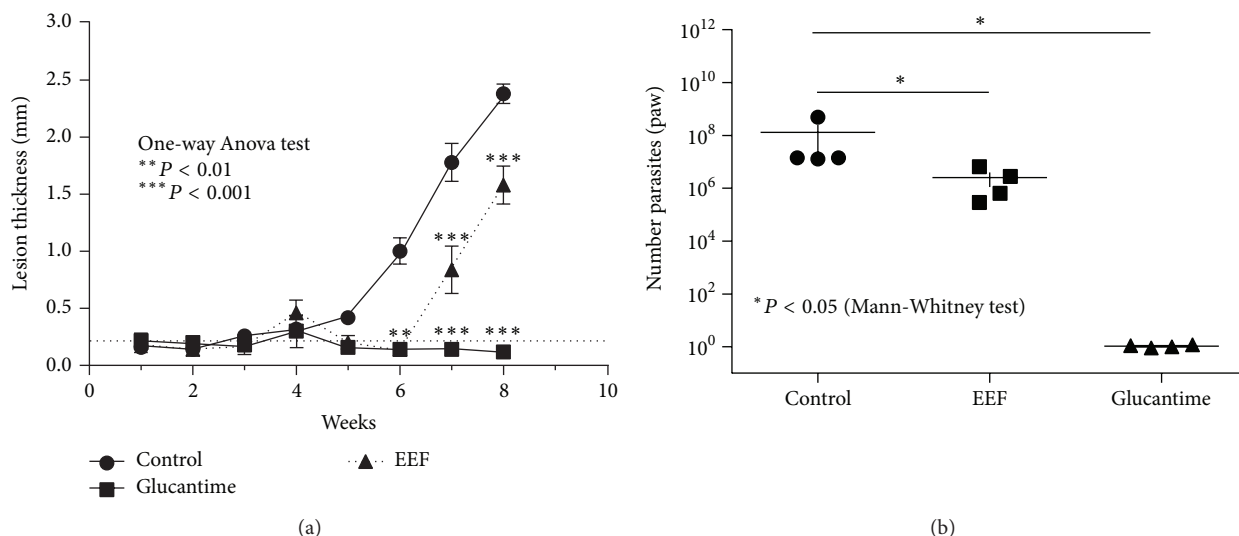 3.0
2.5
2.0
1.5
1.0
0.5
0.0
Lesion thickness (mm)
One-way Anova test
**P < 0.01
***P < 0.001
***
***
** *** ***
0 2 4 6 8 10
Weeks
Control
EEF
Glucantime
(a)
10^12
10^10
10^8
10^6
10^4
10^2
10^0
Number parasites (paw)
*
*
*P < 0.05 (Mann-Whitney test)
Control EEF Glucantime
(b)